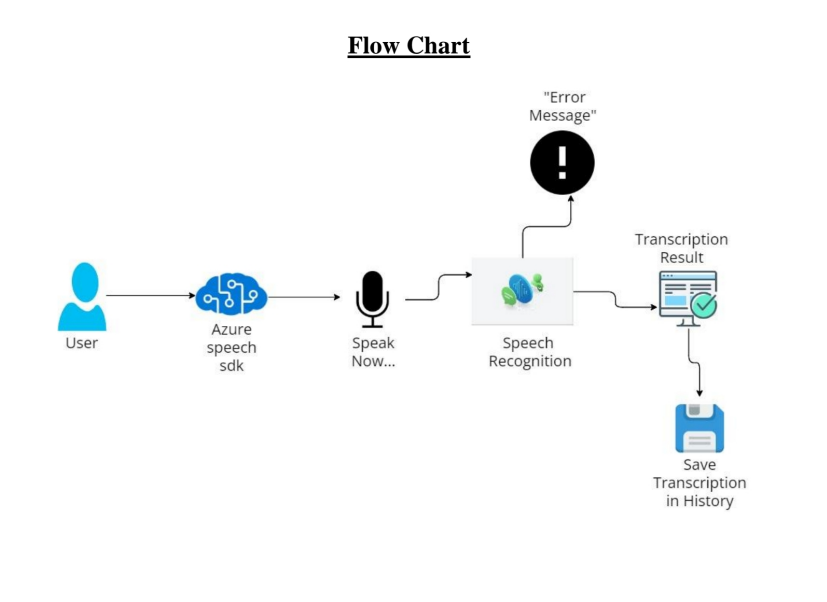 Flow Chart
"Error
Message"
Transcription
Result
User
Azure
speech
sdk
Speak
Now...
Speech
Recognition
Save
Transcription
in History